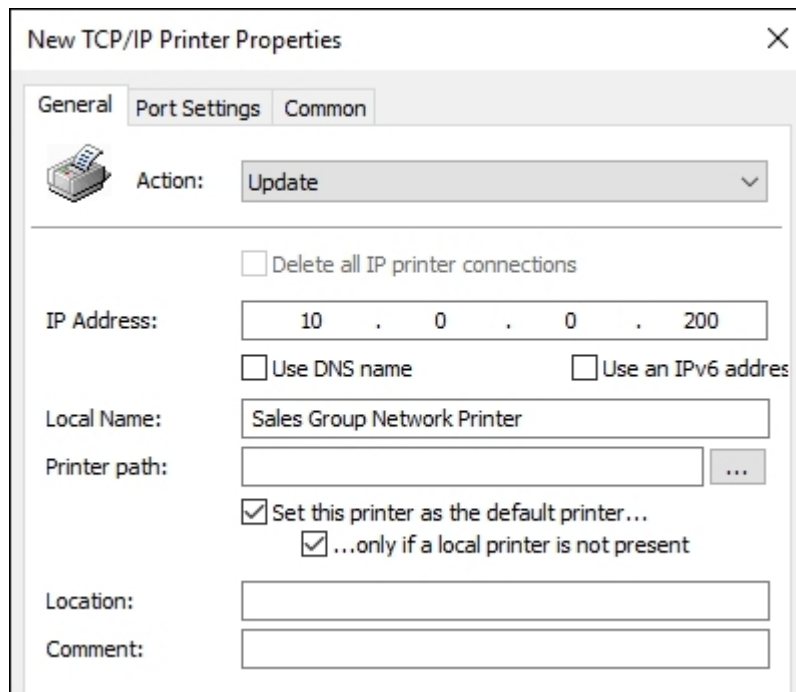 New TCP/IP Printer Properties
General Port Settings Common
Action: Update
Delete all IP printer connections
IP Address: 10 . 0 . 0 . 200
Use DNS name Use an IPv6 addres
Local Name: Sales Group Network Printer
Printer path: ...
Set this printer as the default printer...
...only if a local printer is not present
Location:
Comment: